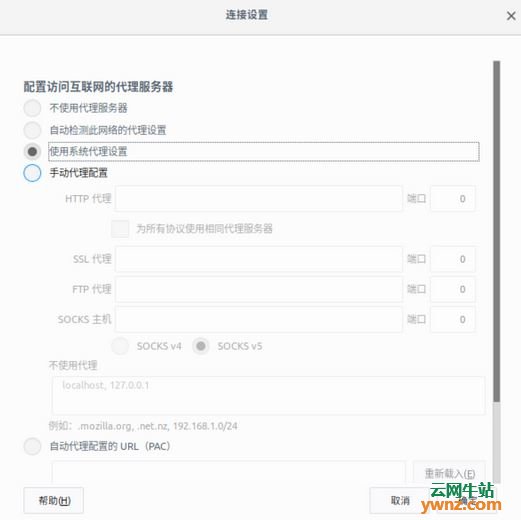 连接设置
配置访问互联网的代理服务器
不使用代理服务器
自动检测此网络的代理设置
使用系统代理设置
手动代理配置
HTTP 代理 端口 0
为所有协议使用相同代理服务器
SSL 代理 端口 0
FTP 代理 端口 0
SOCKS 主机 端口 0
SOCKS v4 SOCKS v5
不使用代理
localhost, 127.0.0.1
例如：.mozilla.org, .net.nz, 192.168.1.0/24
自动代理配置的 URL（PAC）
重新载入(E)
帮助(H) 取消 确定
云网牛站
ywnz.com